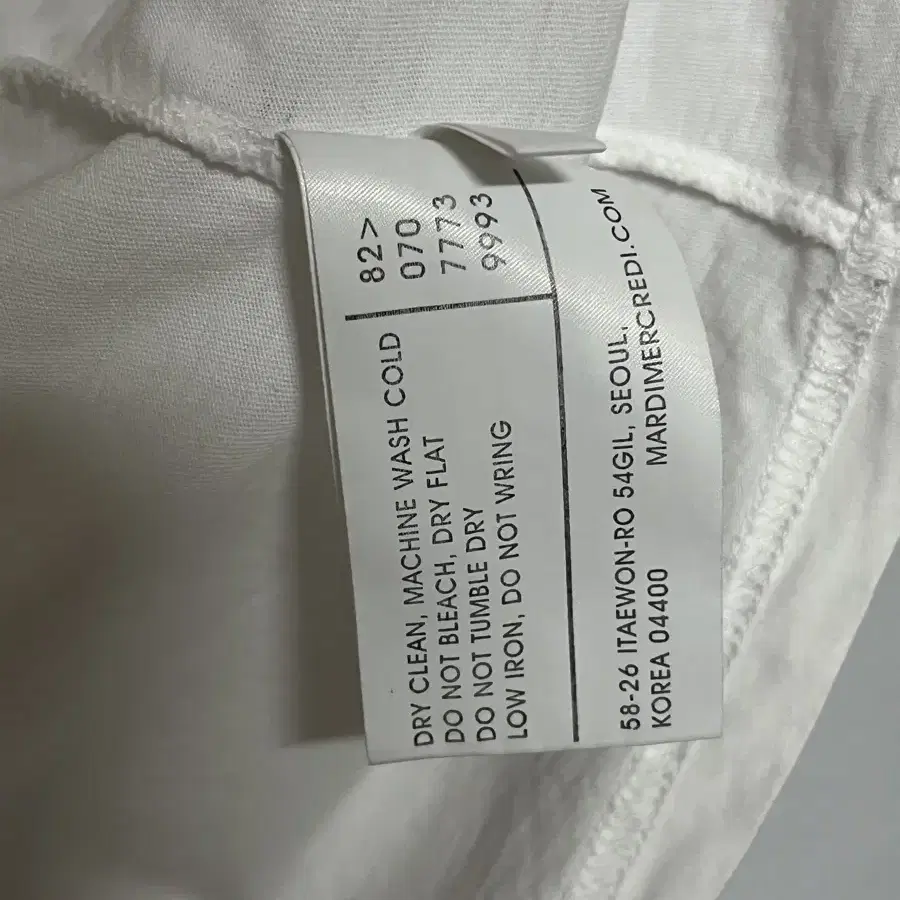 DRY CLEAN, MACHINE WASH COLD
DO NOT BLEACH, DRY FLAT
DO NOT TUMBLE DRY
LOW IRON, DO NOT WRING
82>
070
7773
9993
58-26 ITAEWON-RO 54GIL, SEOUL,
KOREA 04400
MARDIMERCREDI.COM